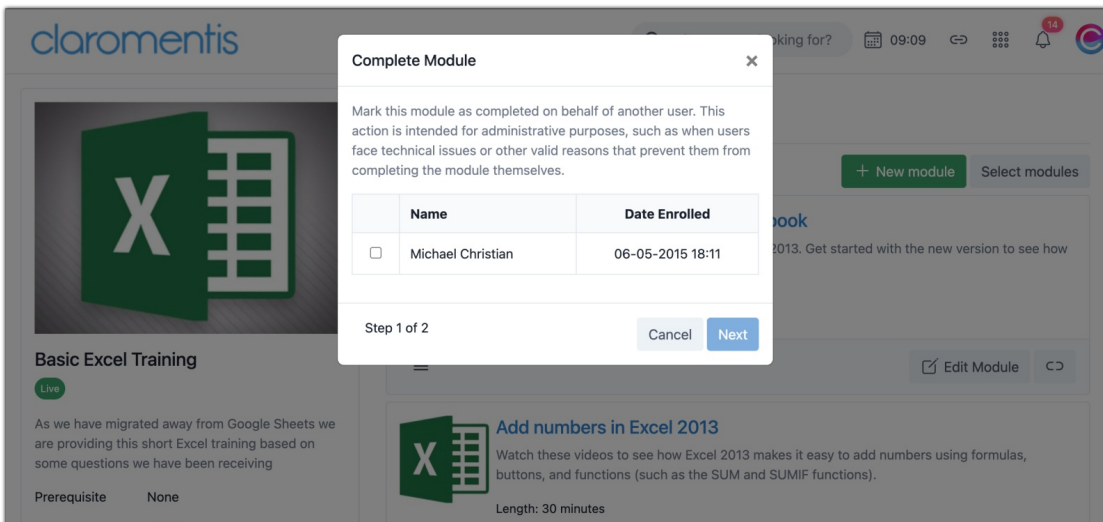 claromentis
oking for?
09:09
14
Complete Module
Mark this module as completed on behalf of another user. This
action is intended for administrative purposes, such as when users
face technical issues or other valid reasons that prevent them from
completing the module themselves.
Name Date Enrolled
Michael Christian 06-05-2015 18:11
Step 1 of 2
Cancel Next
+ New module Select modules
ook
2013. Get started with the new version to see how
Edit Module
X
Basic Excel Training
Live
As we have migrated away from Google Sheets we
are providing this short Excel training based on
some questions we have been receiving
Prerequisite None
X
Add numbers in Excel 2013
Watch these videos to see how Excel 2013 makes it easy to add numbers using formulas,
buttons, and functions (such as the SUM and SUMIF functions).
Length: 30 minutes